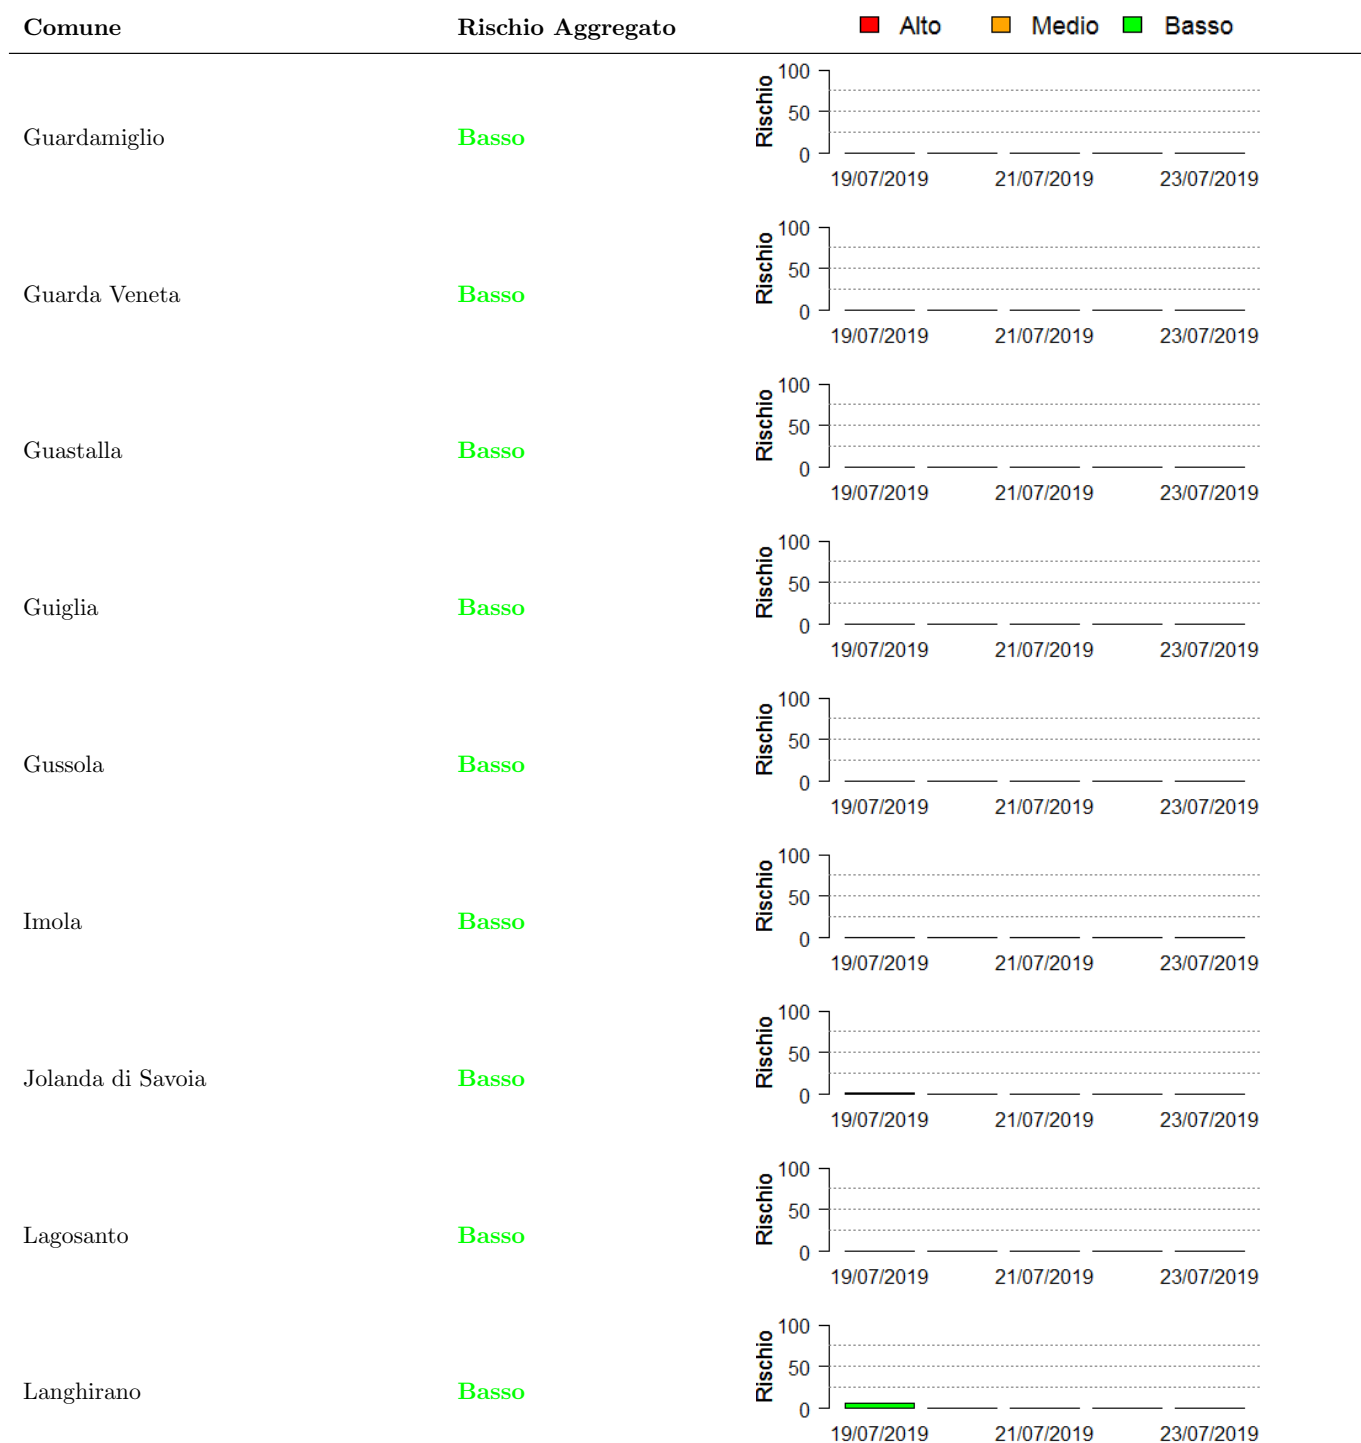 Comune Rischio Aggregato Alto Medio Basso
100
50
0
Rischio
Guardamiglio Basso
19/07/2019 21/07/2019 23/07/2019
100
50
0
Rischio
Guarda Veneta Basso
19/07/2019 21/07/2019 23/07/2019
100
50
0
Rischio
Guastalla Basso
19/07/2019 21/07/2019 23/07/2019
100
50
0
Rischio
Guiglia Basso
19/07/2019 21/07/2019 23/07/2019
100
50
0
Rischio
Gussola Basso
19/07/2019 21/07/2019 23/07/2019
100
50
0
Rischio
Imola Basso
19/07/2019 21/07/2019 23/07/2019
100
50
0
Rischio
Jolanda di Savoia Basso
19/07/2019 21/07/2019 23/07/2019
100
50
0
Rischio
Lagosanto Basso
19/07/2019 21/07/2019 23/07/2019
100
50
0
Rischio
Langhirano Basso
19/07/2019 21/07/2019 23/07/2019